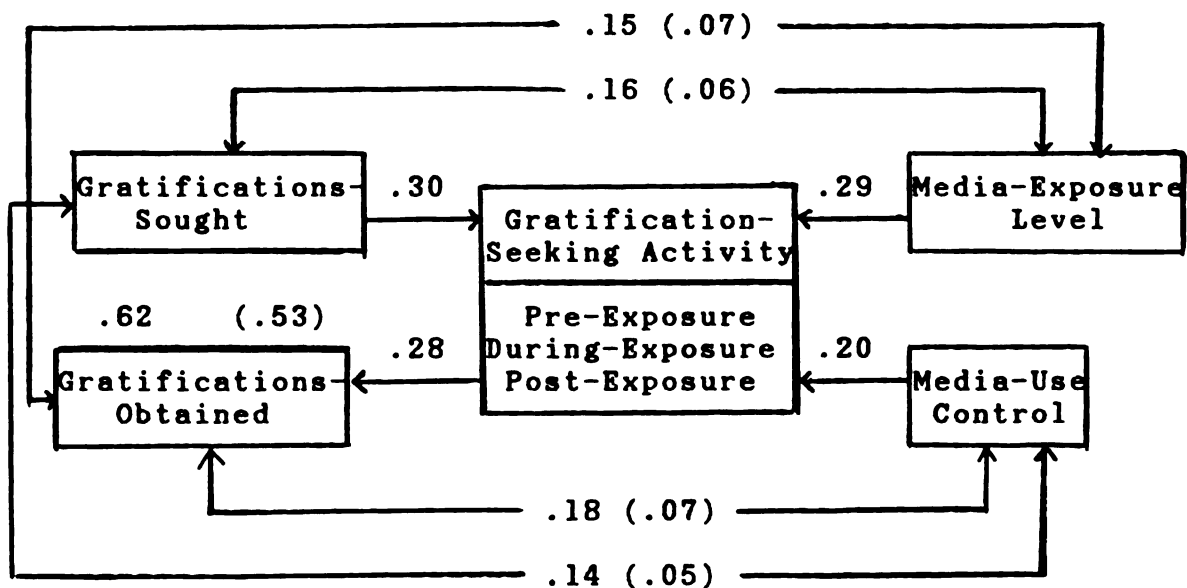 .15 (.07)
.16 (.06)
Gratifications-
Sought
.30
Gratification-
Seeking Activity
.29
Media-Exposure
Level
.62 (.53)
Pre-Exposure
During-Exposure
Post-Exposure
Gratifications-
Obtained
.28
.20
Media-Use
Control
.18 (.07)
.14 (.05)